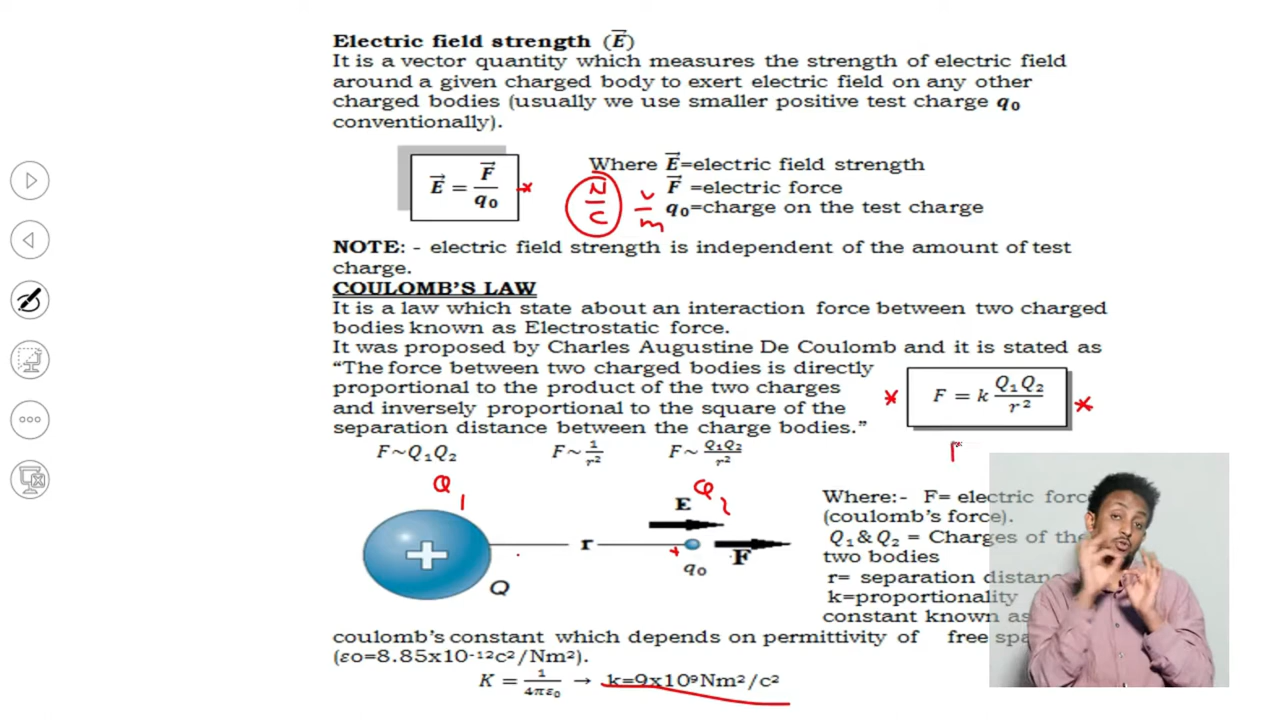 Electric field strength (E⃗)
It is a vector quantity which measures the strength of electric field
around a given charged body to exert electric field on any other
charged bodies (usually we use smaller positive test charge q₀
conventionally).
E⃗ = F⃗/q₀ *
Where E⃗=electric field strength
N/C V/m
F⃗ =electric force
q₀=charge on the test charge
NOTE: - electric field strength is independent of the amount of test
charge.
COULOMB'S LAW
It is a law which state about an interaction force between two charged
bodies known as Electrostatic force.
It was proposed by Charles Augustine De Coulomb and it is stated as
“The force between two charged bodies is directly
proportional to the product of the two charges
and inversely proportional to the square of the
separation distance between the charge bodies.”
* F = k Q₁Q₂/r² *
F~Q₁Q₂ F~1/r² F~Q₁Q₂/r²
Q₁ Q₂
E
+ r + F
Q q₀
Where:- F= electric forc
(coulomb's force).
Q₁&Q₂ = Charges of the
two bodies
r= separation distan
k=proportionality
constant known as
coulomb's constant which depends on permittivity of free sp
(εo=8.85x10-¹²c²/Nm²).
K = 1/4πε₀ → k=9x10⁹Nm²/c²